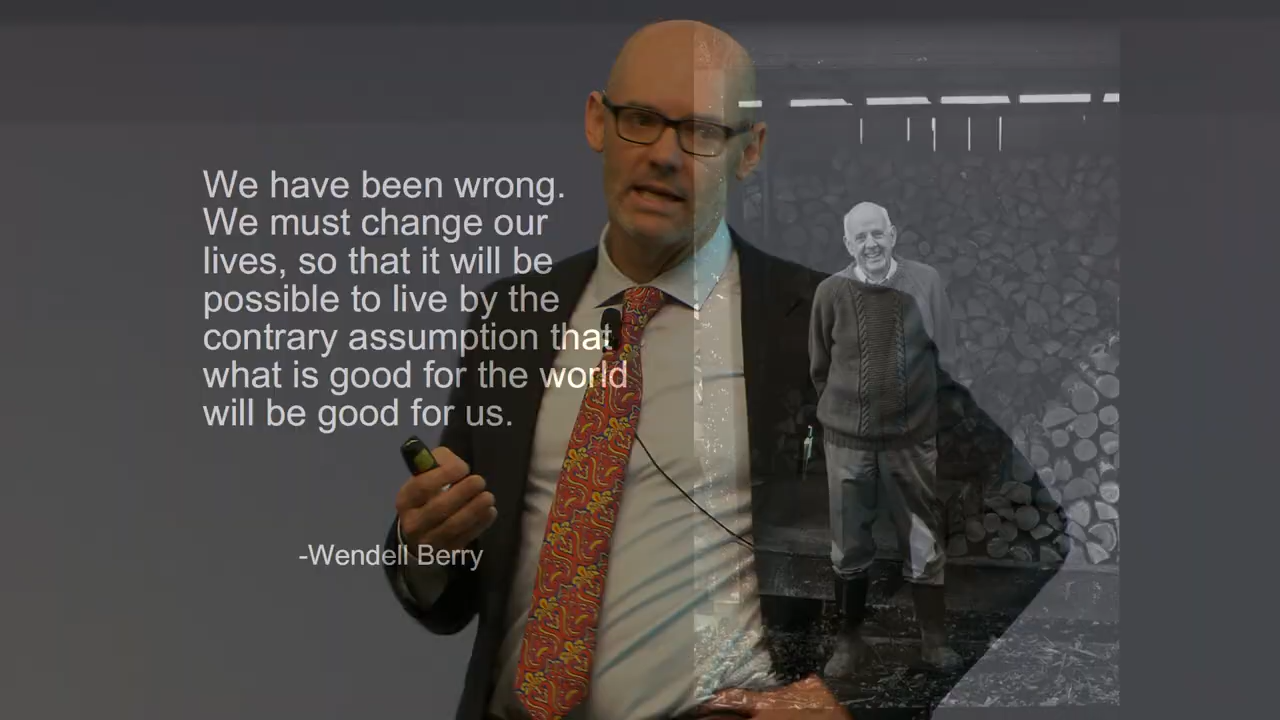 We have been wrong.
We must change our
lives, so that it will be
possible to live by the
contrary assumption that
what is good for the world
will be good for us.
-Wendell Berry